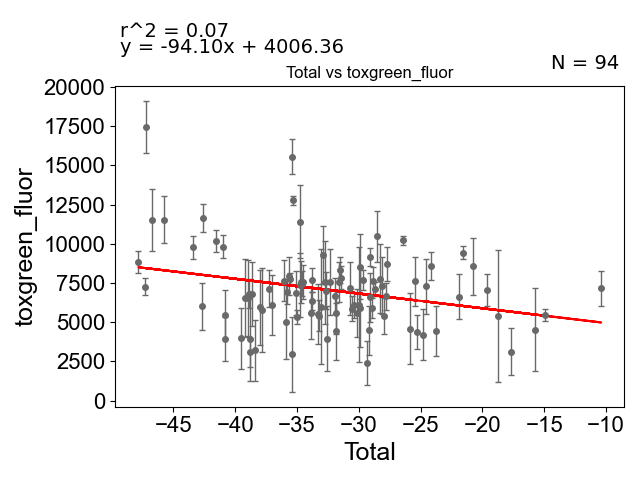 r^2 = 0.07
y = -94.10x + 4006.36
N = 94
Total vs toxgreen_fluor
20000
17500
15000
12500
10000
7500
5000
2500
0
toxgreen_fluor
−45 −40 −35 −30 −25 −20 −15 −10
Total